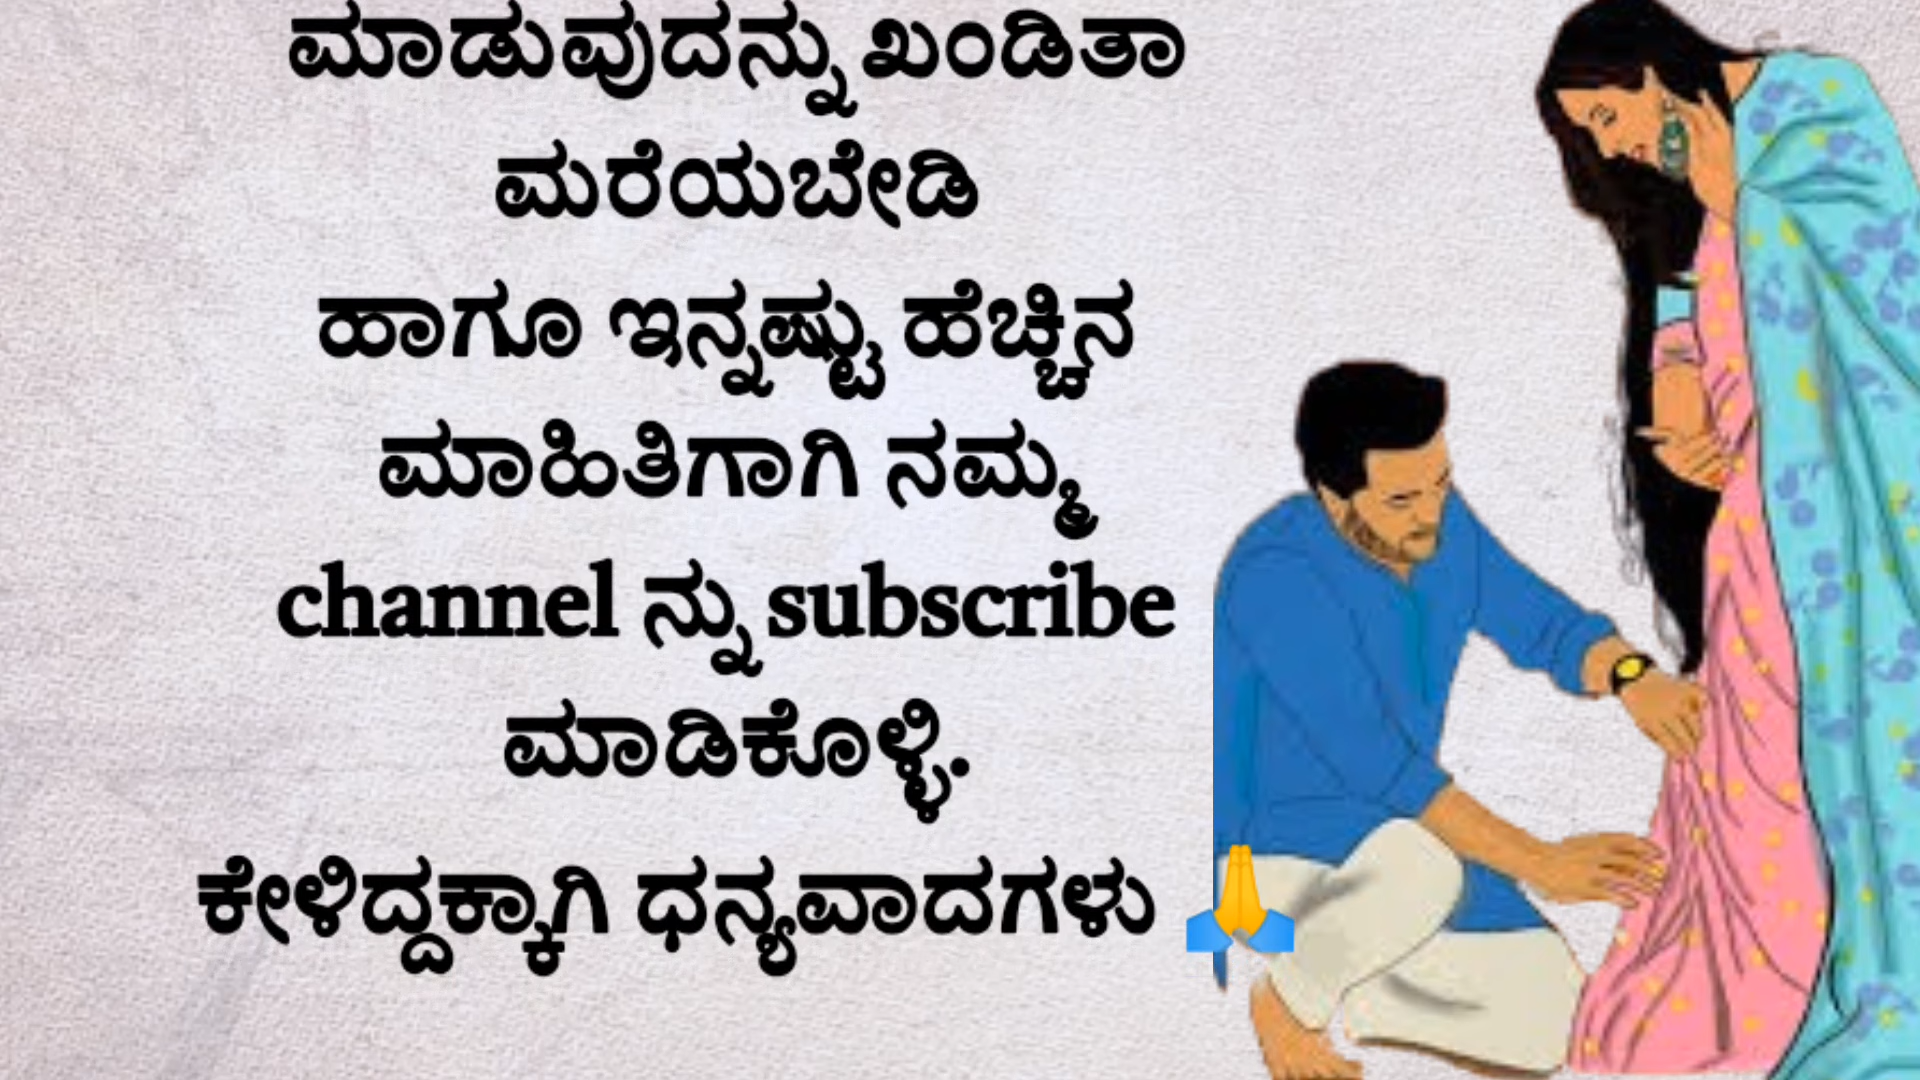 ಮಾಡುವುದನ್ನು ಖಂಡಿತಾ
ಮರೆಯಬೇಡಿ
ಹಾಗೂ ಇನ್ನಷ್ಟು ಹೆಚ್ಚಿನ
ಮಾಹಿತಿಗಾಗಿ ನಮ್ಮ
channel ನ್ನು subscribe
ಮಾಡಿಕೊಳ್ಳಿ.
ಕೇಳಿದ್ದಕ್ಕಾಗಿ ಧನ್ಯವಾದಗಳು 🙏